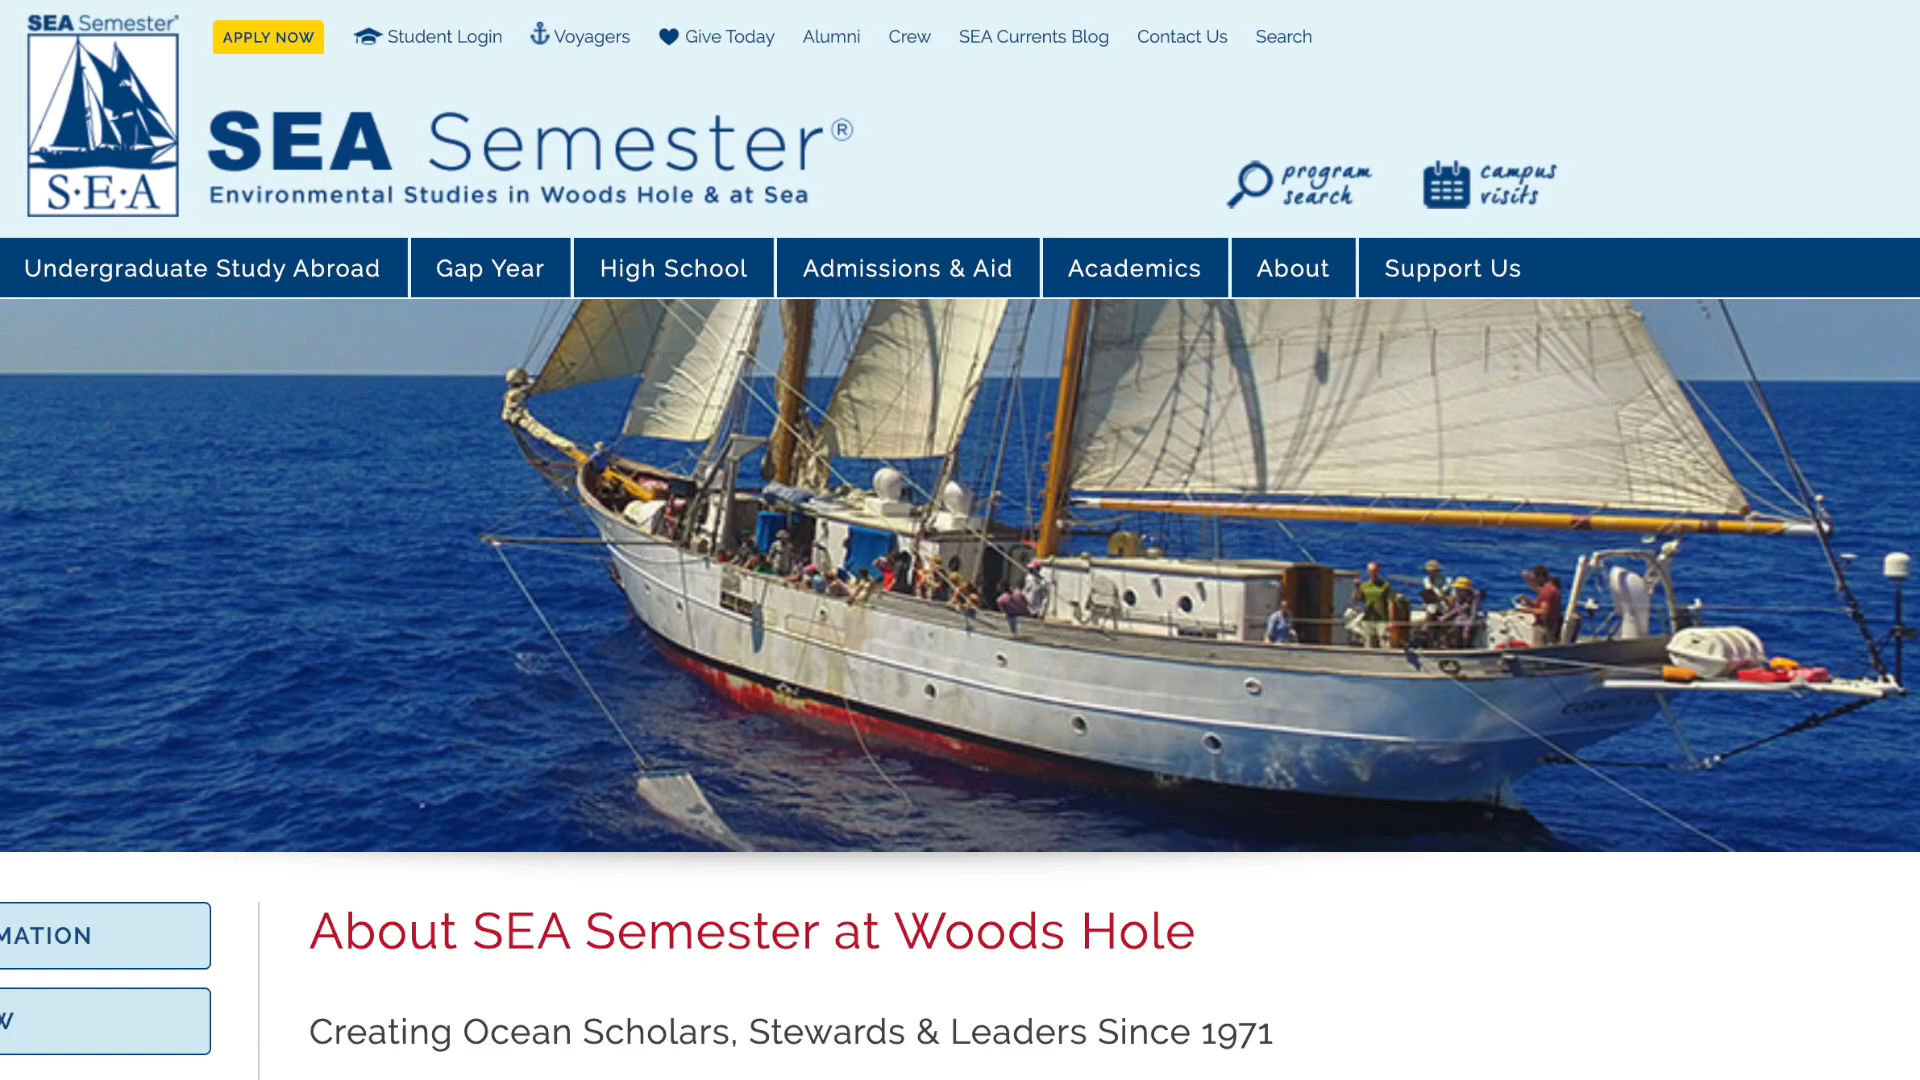 SEA Semester®
S·E·A
APPLY NOW
Student Login
Voyagers
Give Today
Alumni
Crew
SEA Currents Blog
Contact Us
Search
SEA Semester®
Environmental Studies in Woods Hole & at Sea
program
search
campus
visits
Undergraduate Study Abroad
Gap Year
High School
Admissions & Aid
Academics
About
Support Us
MATION
W
About SEA Semester at Woods Hole
Creating Ocean Scholars, Stewards & Leaders Since 1971